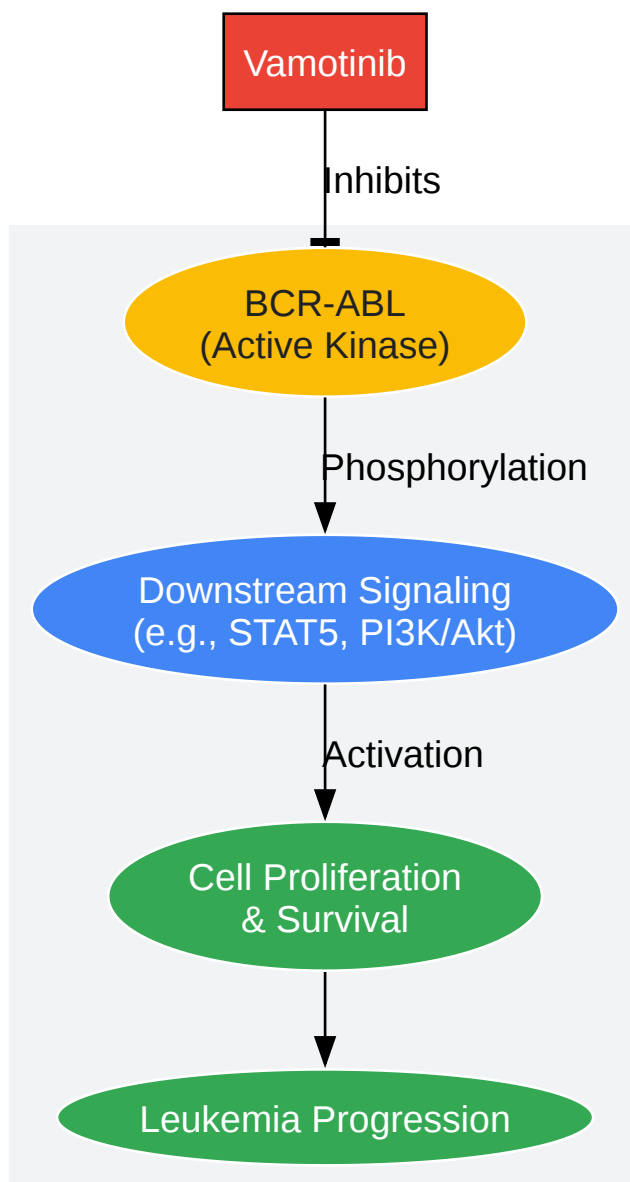 Vamotinib
Inhibits
BCR-ABL
(Active Kinase)
Phosphorylation
Downstream Signaling
(e.g., STAT5, PI3K/Akt)
Activation
Cell Proliferation
& Survival
Leukemia Progression